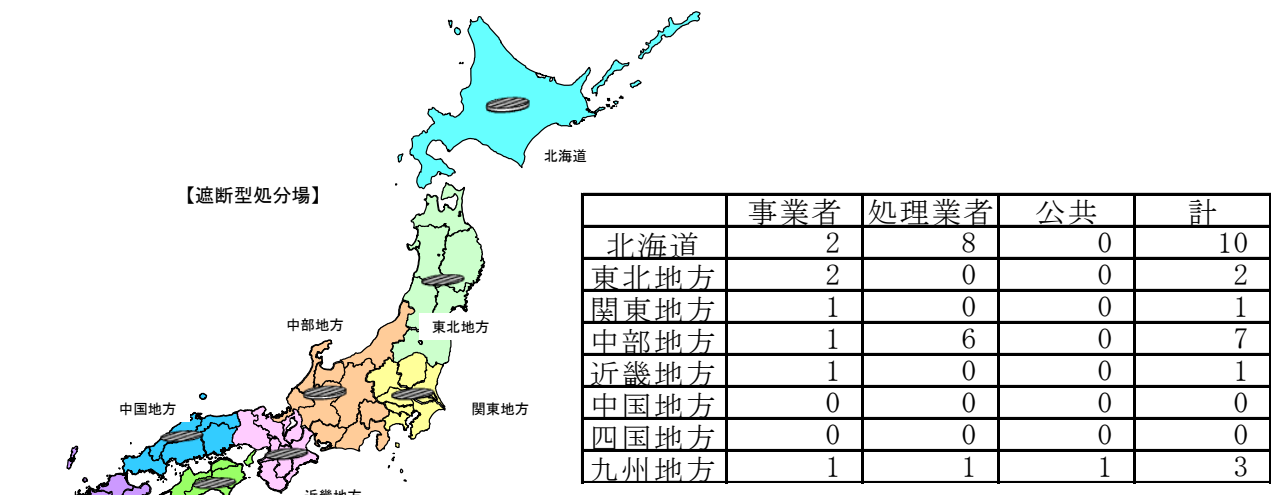 北海道
【遮断型処分場】
中部地方
東北地方
中国地方
関東地方
近畿地方
事業者 処理業者 公共 計
北海道 2 8 0 10
東北地方 2 0 0 2
関東地方 1 0 0 1
中部地方 1 6 0 7
近畿地方 1 0 0 1
中国地方 0 0 0 0
四国地方 0 0 0 0
九州地方 1 1 1 3